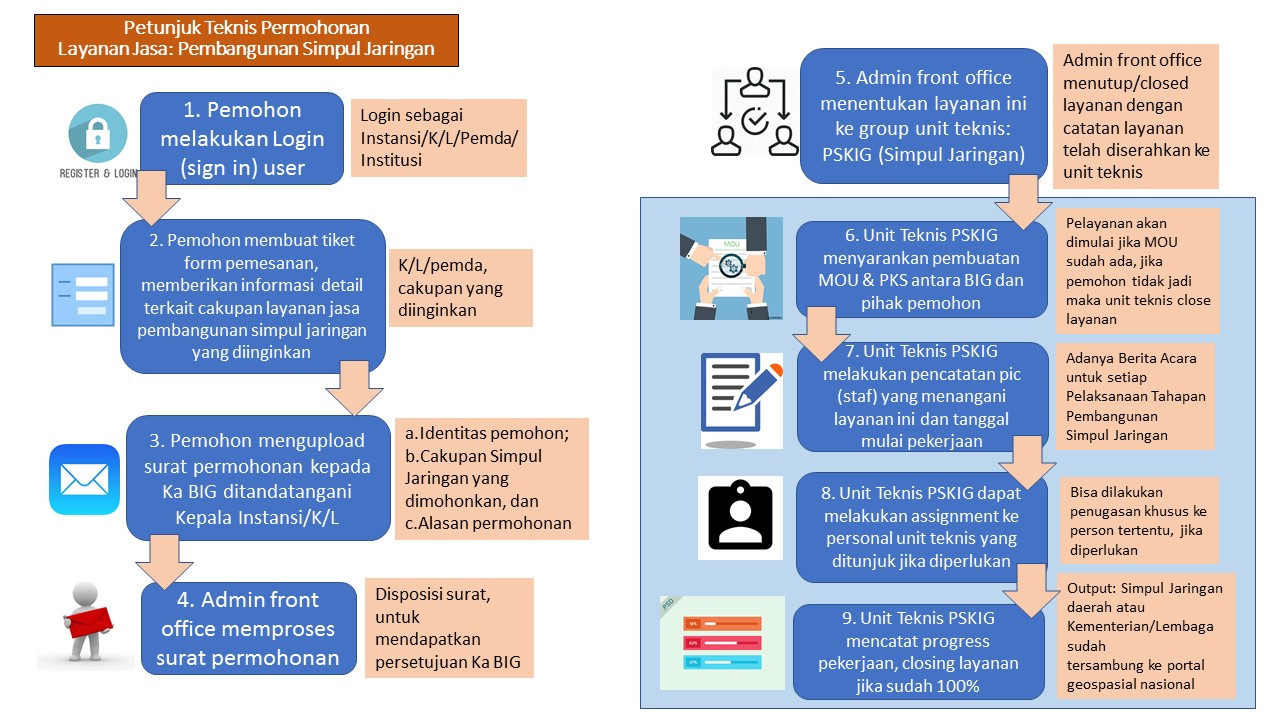 Petunjuk Teknis Permohonan
Layanan Jasa: Pembangunan Simpul Jaringan
1. Pemohon
melakukan Login
(sign in) user
Login sebagai
Instansi/K/L/Pemda/
Institusi
REGISTER & LOGIN
2. Pemohon membuat tiket
form pemesanan,
memberikan informasi detail
terkait cakupan layanan jasa
pembangunan simpul jaringan
yang diinginkan
K/L/pemda,
cakupan yang
diinginkan
3. Pemohon mengupload
surat permohonan kepada
Ka BIG ditandatangani
Kepala Instansi/K/L
a.Identitas pemohon;
b.Cakupan Simpul
Jaringan yang
dimohonkan, dan
c.Alasan permohonan
4. Admin front
office memproses
surat permohonan
Disposisi surat,
untuk
mendapatkan
persetujuan Ka BIG
5. Admin front office
menentukan layanan ini
ke group unit teknis:
PSKIG (Simpul Jaringan)
Admin front office
menutup/closed
layanan dengan
catatan layanan
telah diserahkan ke
unit teknis
MOU
6. Unit Teknis PSKIG
menyarankan pembuatan
MOU & PKS antara BIG dan
pihak pemohon
Pelayanan akan
dimulai jika MOU
sudah ada, jika
pemohon tidak jadi
maka unit teknis close
layanan
7. Unit Teknis PSKIG
melakukan pencatatan pic
(staf) yang menangani
layanan ini dan tanggal
mulai pekerjaan
Adanya Berita Acara
untuk setiap
Pelaksanaan Tahapan
Pembangunan
Simpul Jaringan
8. Unit Teknis PSKIG dapat
melakukan assignment ke
personal unit teknis yang
ditunjuk jika diperlukan
Bisa dilakukan
penugasan khusus ke
person tertentu, jika
diperlukan
PSD
9. Unit Teknis PSKIG
mencatat progress
pekerjaan, closing layanan
jika sudah 100%
Output: Simpul Jaringan
daerah atau
Kementerian/Lembaga
sudah
tersambung ke portal
geospasial nasional